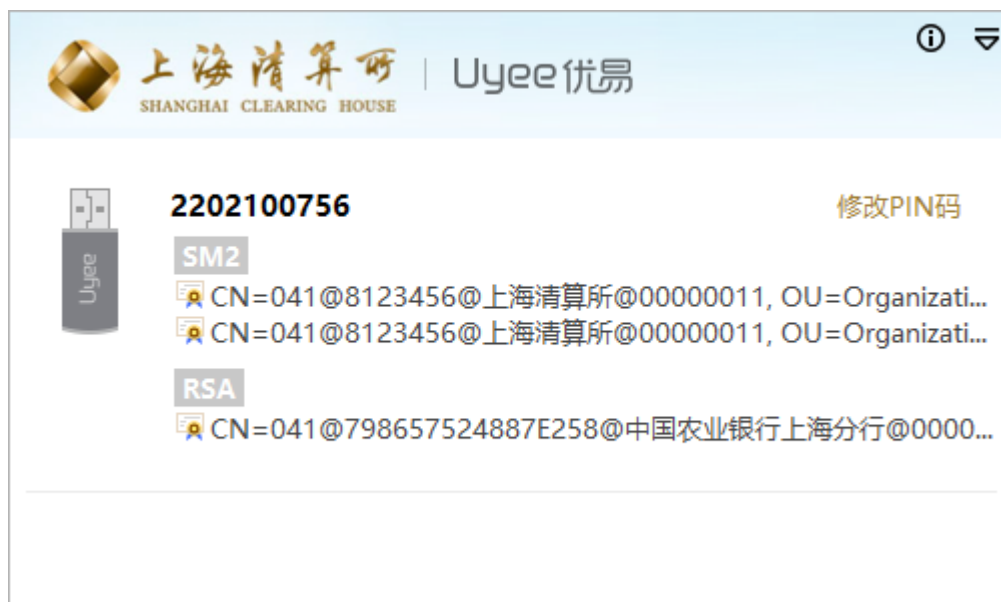 上海清算所 | Uyee优易
SHANGHAI CLEARING HOUSE
Uyee
2202100756 修改PIN码
SM2
CN=041@8123456@上海清算所@00000011, OU=Organizati...
CN=041@8123456@上海清算所@00000011, OU=Organizati...
RSA
CN=041@798657524887E258@中国农业银行上海分行@0000...